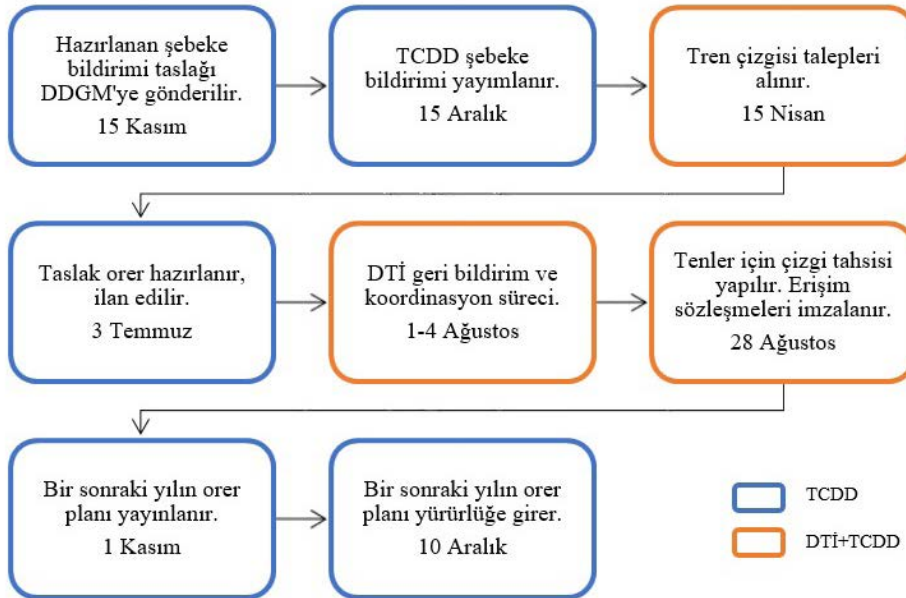 Hazırlanan şebeke
bildirimi taslağı
DDGM'ye gönderilir.
15 Kasım
TCDD şebeke
bildirimi yayımlanır.
15 Aralık
Tren çizgisi talepleri
alınır.
15 Nisan
Taslak orer hazırlanır,
ilan edilir.
3 Temmuz
DTİ geri bildirim ve
koordinasyon süreci.
1-4 Ağustos
Tenler için çizgi tahsisi
yapılır. Erişim
sözleşmeleri imzalanır.
28 Ağustos
Bir sonraki yılın orer
planı yayınlanır.
1 Kasım
Bir sonraki yılın orer
planı yürürlüğe girer.
10 Aralık
TCDD
DTİ+TCDD